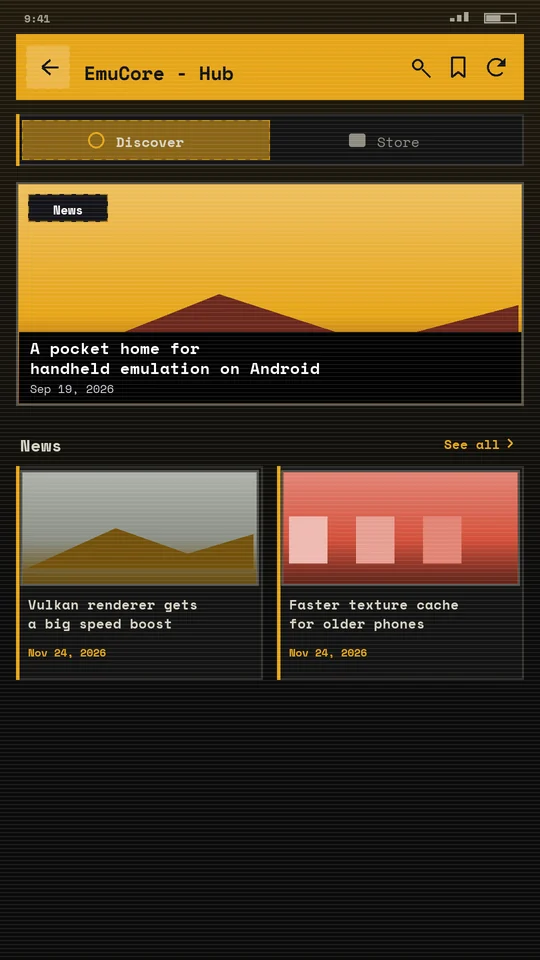 9:41
EmuCore - Hub
Discover
Store
News
A pocket home for
handheld emulation on Android
Sep 19, 2026
News
See all
Vulkan renderer gets
a big speed boost
Nov 24, 2026
Faster texture cache
for older phones
Nov 24, 2026